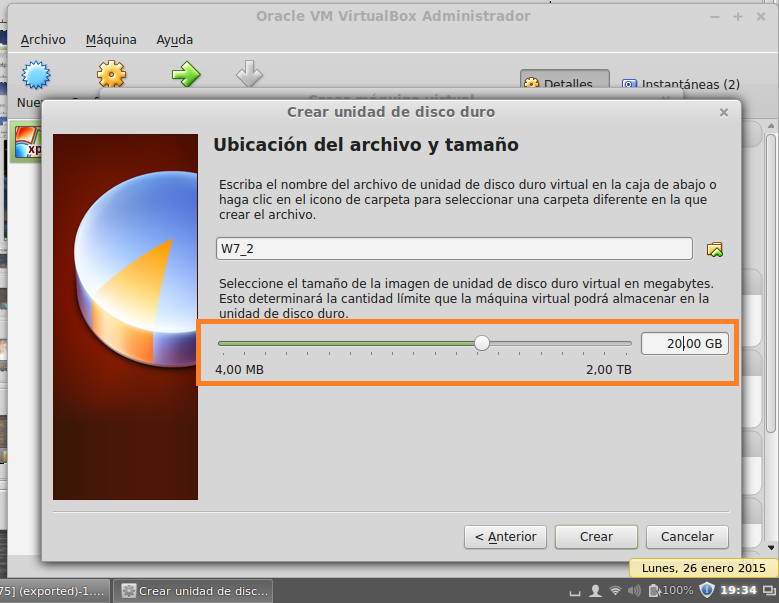 Oracle VM VirtualBox Administrador
Archivo Máquina Ayuda
Detalles
Instantáneas (2)
xp
Crear unidad de disco duro
Ubicación del archivo y tamaño
Escriba el nombre del archivo de unidad de disco duro virtual en la caja de abajo o
haga clic en el icono de carpeta para seleccionar una carpeta diferente en la que
crear el archivo.
W7_2
Seleccione el tamaño de la imagen de unidad de disco duro virtual en megabytes.
Esto determinará la cantidad límite que la máquina virtual podrá almacenar en la
unidad de disco duro.
20,00 GB
4,00 MB 2,00 TB
< Anterior Crear Cancelar
Lunes, 26 enero 2015
75] (exported)-1.... Crear unidad de disc... 100% 19:34